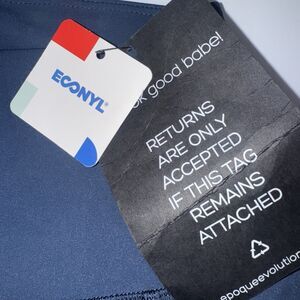 ECONYL®
ok good babe!
RETURNS
ARE ONLY
ACCEPTED
IF THIS TAG
REMAINS
ATTACHED
epoqueevolution